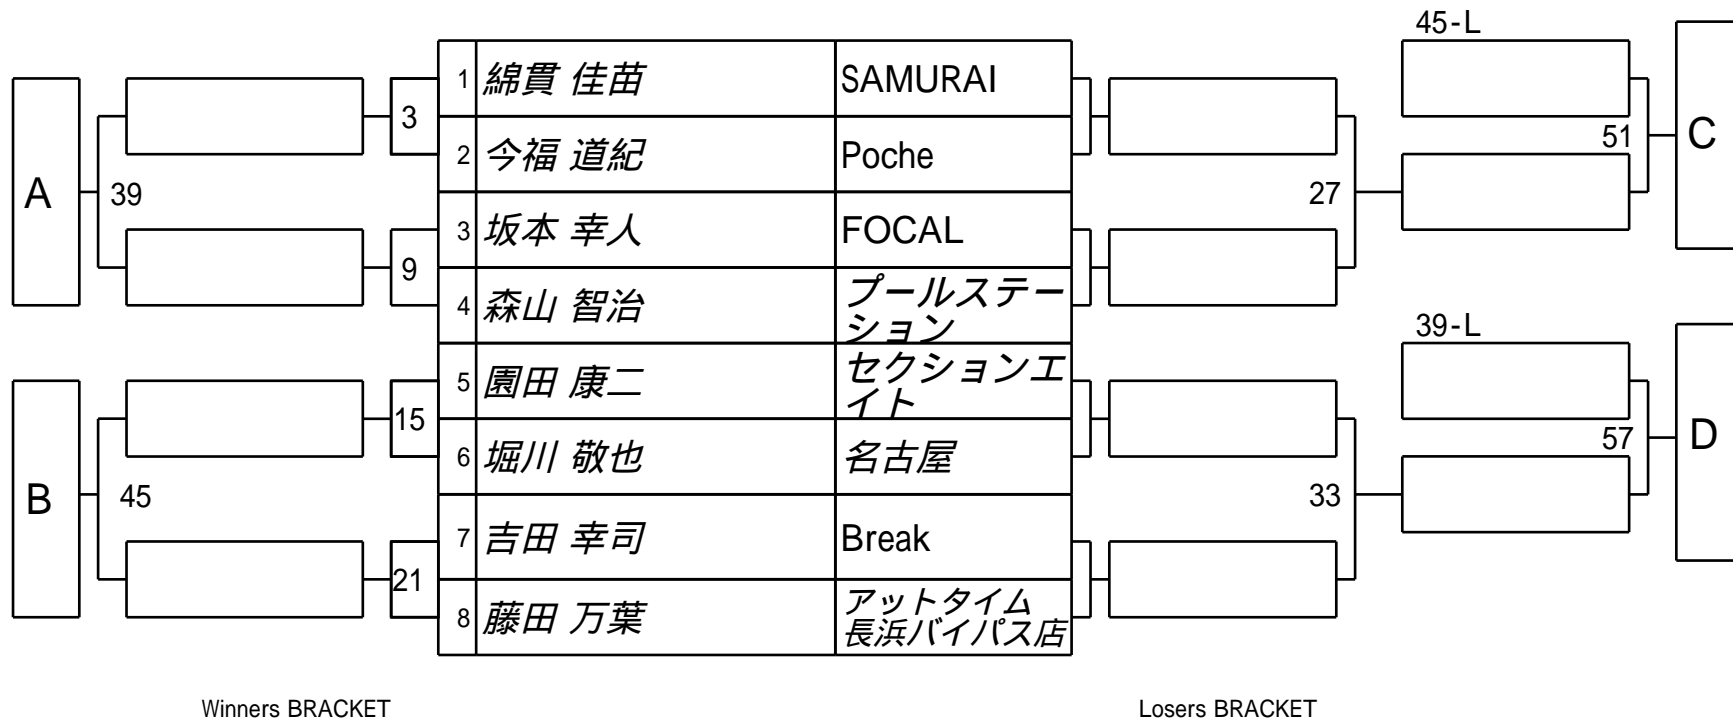 45-L
1 綿貫 佳苗 SAMURAI
3
51 C
2 今福 道紀 Poche
A 39 27
3 坂本 幸人 FOCAL
9
4 森山 智治 プールステー
ション
39-L
5 園田 康二 セクションエ
イト
15
57 D
6 堀川 敬也 名古屋
B 45 33
7 吉田 幸司 Break
21
8 藤田 万葉 アットタイム
長浜バイパス店
Winners BRACKET Losers BRACKET